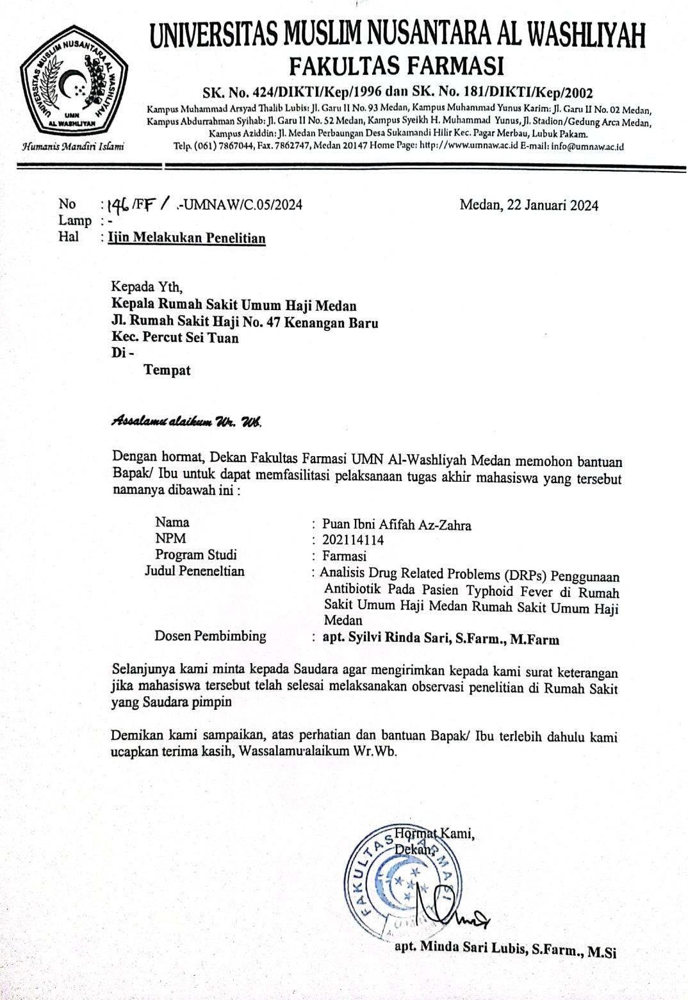 UNIVERSITAS MUSLIM NUSANTARA AL WASHLIYAH
UMN
AL WASHLIYAH
Humanis Mandiri Islami
UNIVERSITAS MUSLIM NUSANTARA AL WASHLIYAH
FAKULTAS FARMASI
SK. No. 424/DIKTI/Kep/1996 dan SK. No. 181/DIKTI/Kep/2002
Kampus Muhammad Arsyad Thalib Lubis: Jl. Garu II No. 93 Medan, Kampus Muhammad Yunus Karim: Jl. Garu II No. 02 Medan,
Kampus Abdurrahman Syihab: Jl. Garu II No. 52 Medan, Kampus Syeikh H. Muhammad Yunus, Jl. Stadion/Gedung Arca Medan,
Kampus Aziddin: Jl. Medan Perbaungan Desa Sukamandi Hilir Kec. Pagar Merbau, Lubuk Pakam.
Telp. (061) 7867044, Fax. 7862747, Medan 20147 Home Page: http://www.umnaw.ac.id E-mail: info@umnaw.ac.id
No : 146/FF / .-UMNAW/C.05/2024 Medan, 22 Januari 2024
Lamp : -
Hal : Ijin Melakukan Penelitian
Kepada Yth,
Kepala Rumah Sakit Umum Haji Medan
Jl. Rumah Sakit Haji No. 47 Kenangan Baru
Kec. Percut Sei Tuan
Di -
Tempat
Assalamu alaikum Wr. Wb.
Dengan hormat, Dekan Fakultas Farmasi UMN Al-Washliyah Medan memohon bantuan
Bapak/ Ibu untuk dapat memfasilitasi pelaksanaan tugas akhir mahasiswa yang tersebut
namanya dibawah ini :
Nama : Puan Ibni Afifah Az-Zahra
NPM : 202114114
Program Studi : Farmasi
Judul Peneneltian : Analisis Drug Related Problems (DRPs) Penggunaan
Antibiotik Pada Pasien Typhoid Fever di Rumah
Sakit Umum Haji Medan Rumah Sakit Umum Haji
Medan
Dosen Pembimbing : apt. Syilvi Rinda Sari, S.Farm., M.Farm
Selanjunya kami minta kepada Saudara agar mengirimkan kepada kami surat keterangan
jika mahasiswa tersebut telah selesai melaksanakan observasi penelitian di Rumah Sakit
yang Saudara pimpin
Demikan kami sampaikan, atas perhatian dan bantuan Bapak/ Ibu terlebih dahulu kami
ucapkan terima kasih, Wassalamu'alaikum Wr.Wb.
Hormat Kami,
Dekan,
FAKULTAS FARMASI
apt. Minda Sari Lubis, S.Farm., M.Si